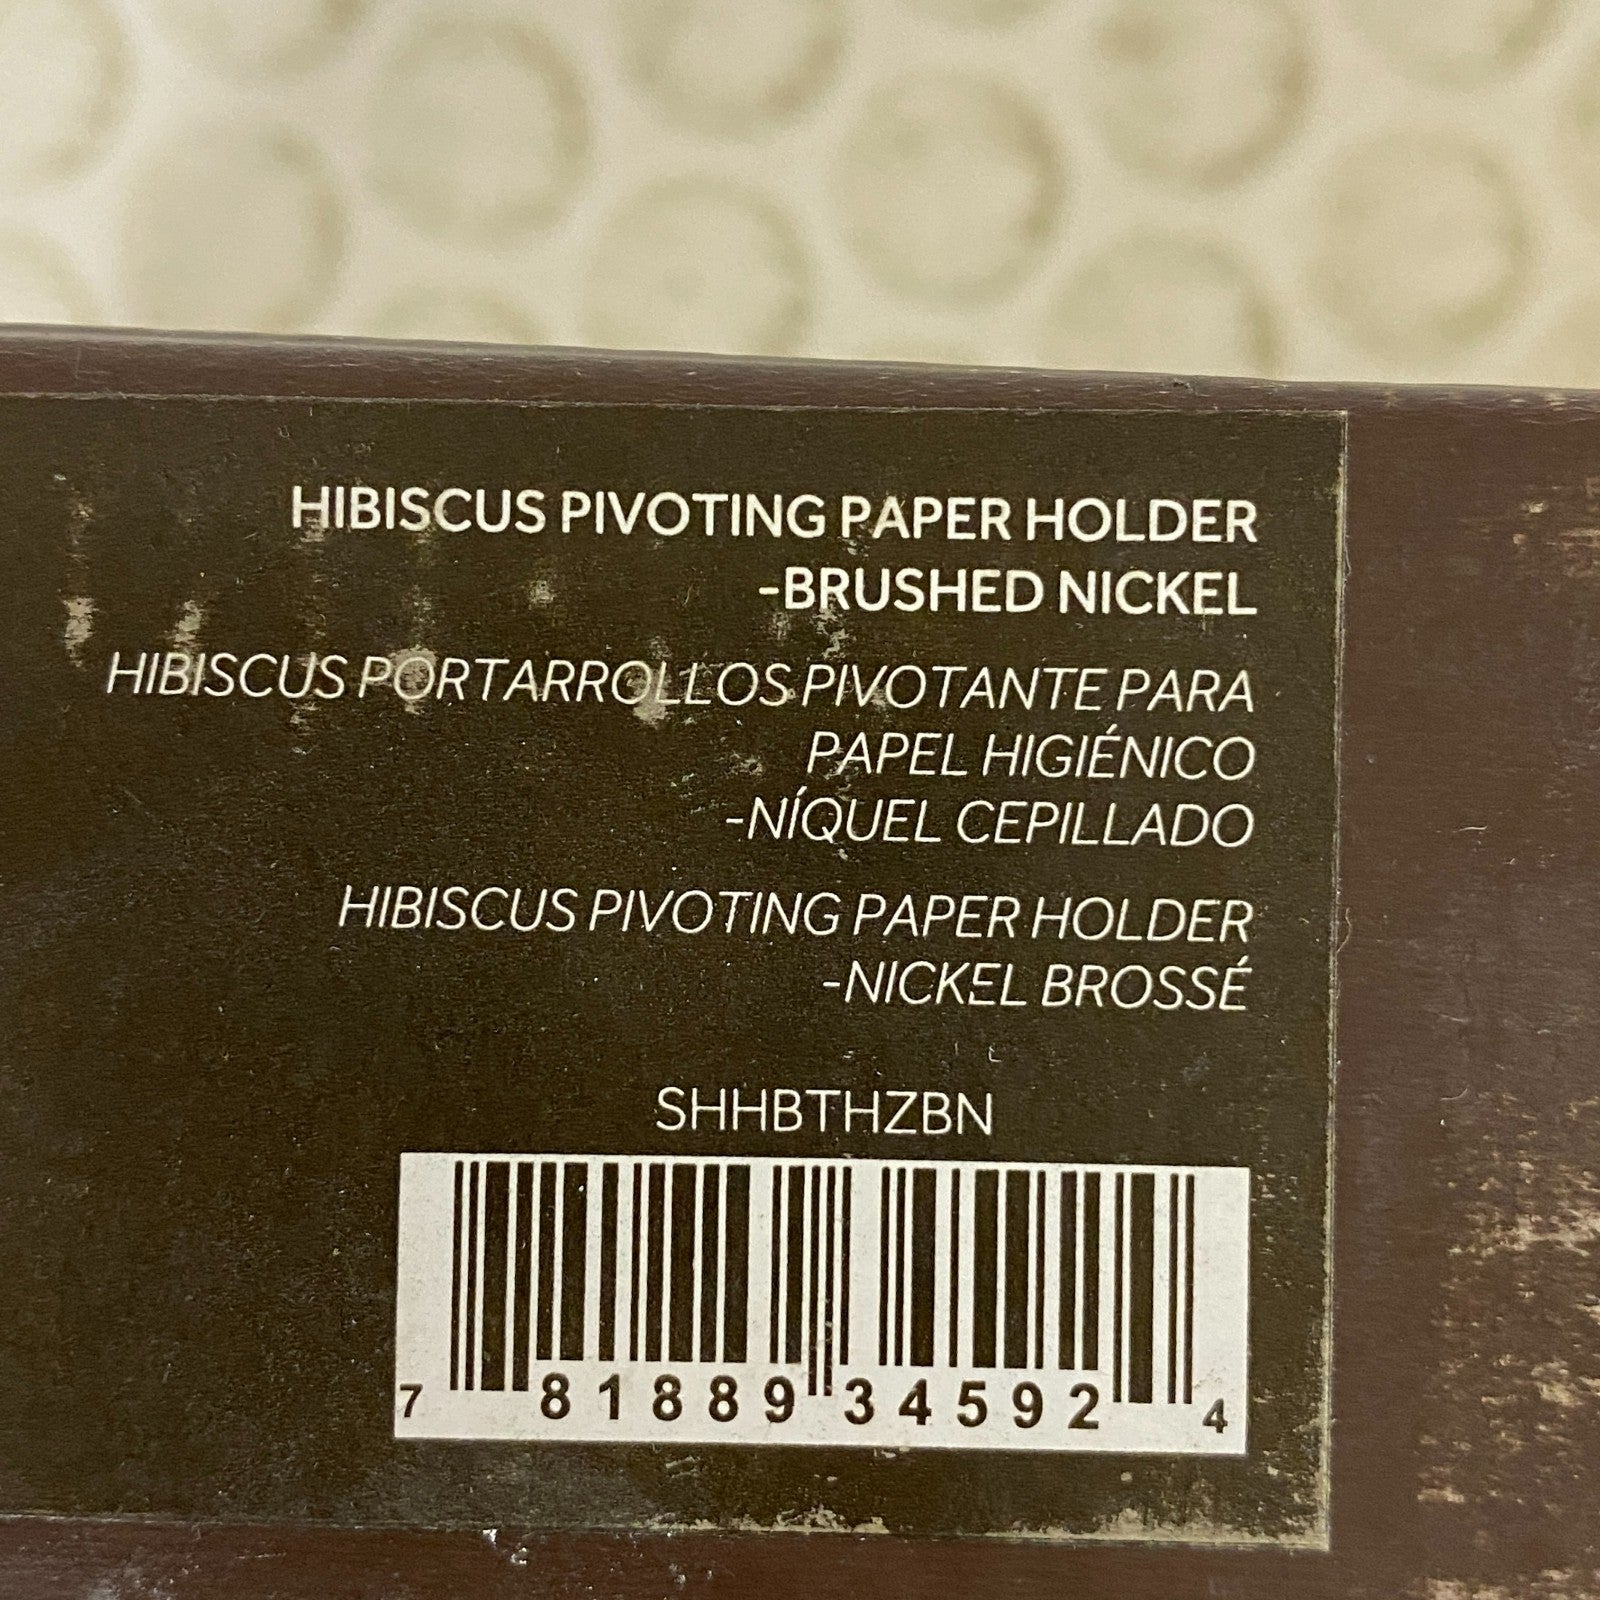 HIBISCUS PIVOTING PAPER HOLDER
-BRUSHED NICKEL
HIBISCUS PORTARROLLOS PIVOTANTE PARA
PAPEL HIGIÉNICO
-NÍQUEL CEPILLADO
HIBISCUS PIVOTING PAPER HOLDER
-NICKEL BROSSÉ
SHHBTHZBN
7 81889 34592 4